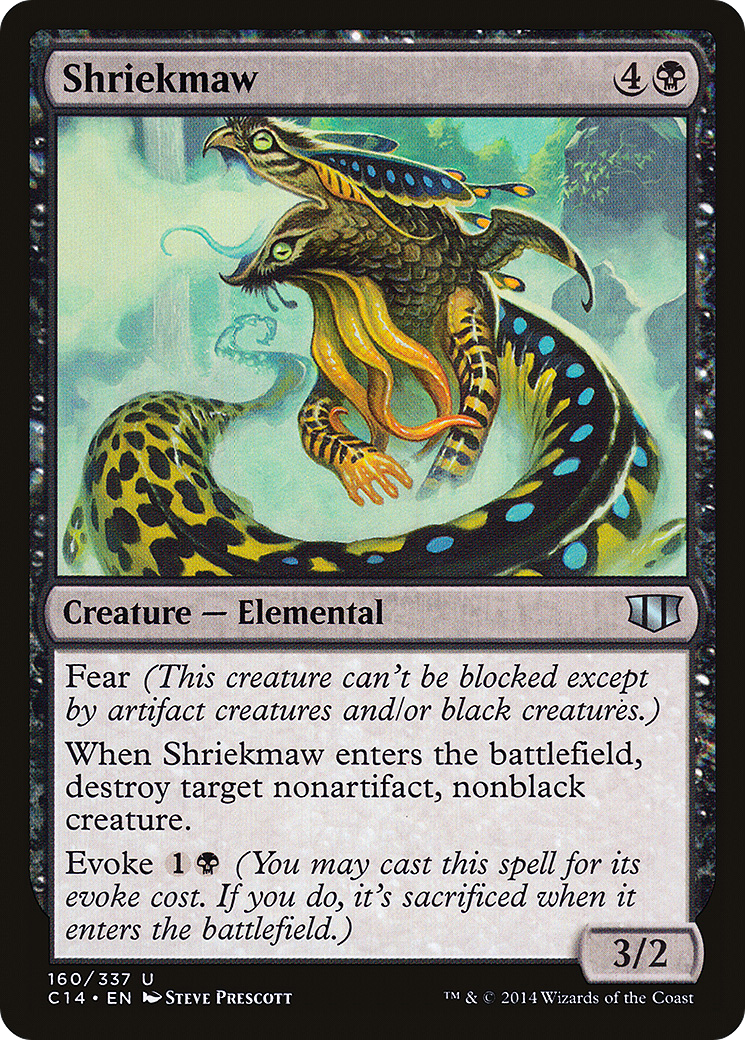 Shriekmaw 4
Creature — Elemental
Fear (This creature can't be blocked except
by artifact creatures and/or black creatures.)
When Shriekmaw enters the battlefield,
destroy target nonartifact, nonblack
creature.
Evoke 1 (You may cast this spell for its
evoke cost. If you do, it's sacrificed when it
enters the battlefield.)
3/2
160/337 U
C14 • EN STEVE PRESCOTT ™ & © 2014 Wizards of the Coast